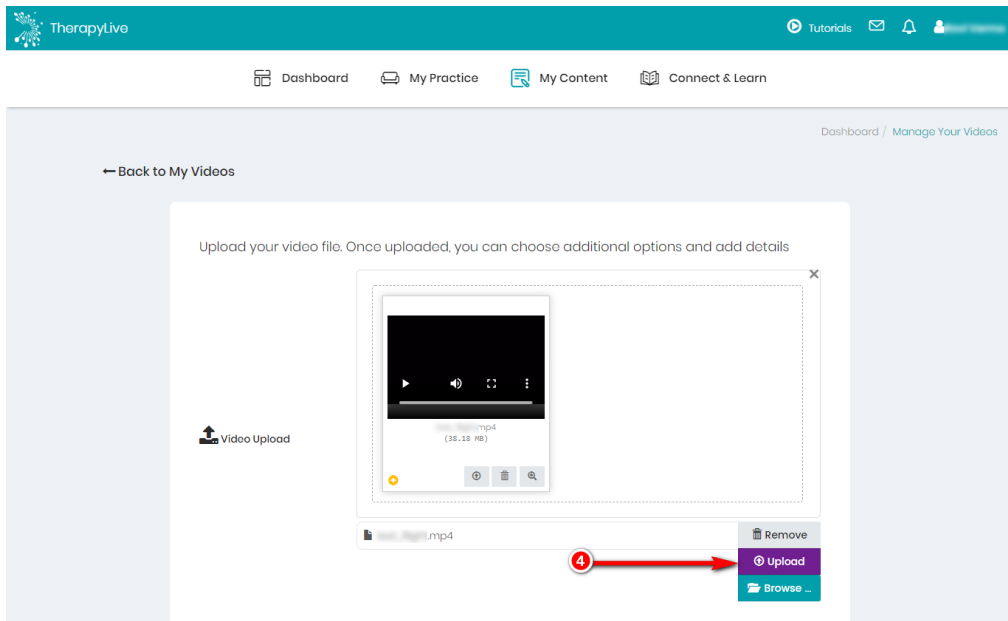 TherapyLive
Tutorials
Dashboard My Practice My Content Connect & Learn
Dashboard / Manage Your Videos
Back to My Videos
Upload your video file. Once uploaded, you can choose additional options and add details
×
mp4
(38.18 MB)
Video Upload
.mp4
Remove
4
Upload
Browse ...